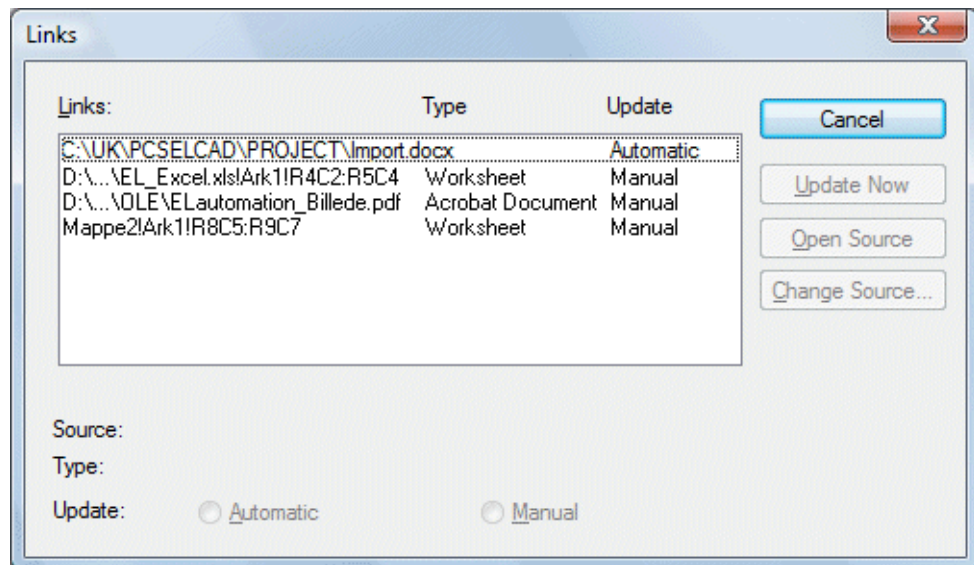 Links
Links: Type Update
Cancel
C:\UK\PCSELCAD\PROJECT\Import.docx Automatic
D:\...\EL_Excel.xls!Ark1!R4C2:R5C4 Worksheet Manual
Update Now
D:\...\OLE\ELautomation_Billede.pdf Acrobat Document Manual
Mappe2!Ark1!R8C5:R9C7 Worksheet Manual
Open Source
Change Source...
Source:
Type:
Update: Automatic Manual